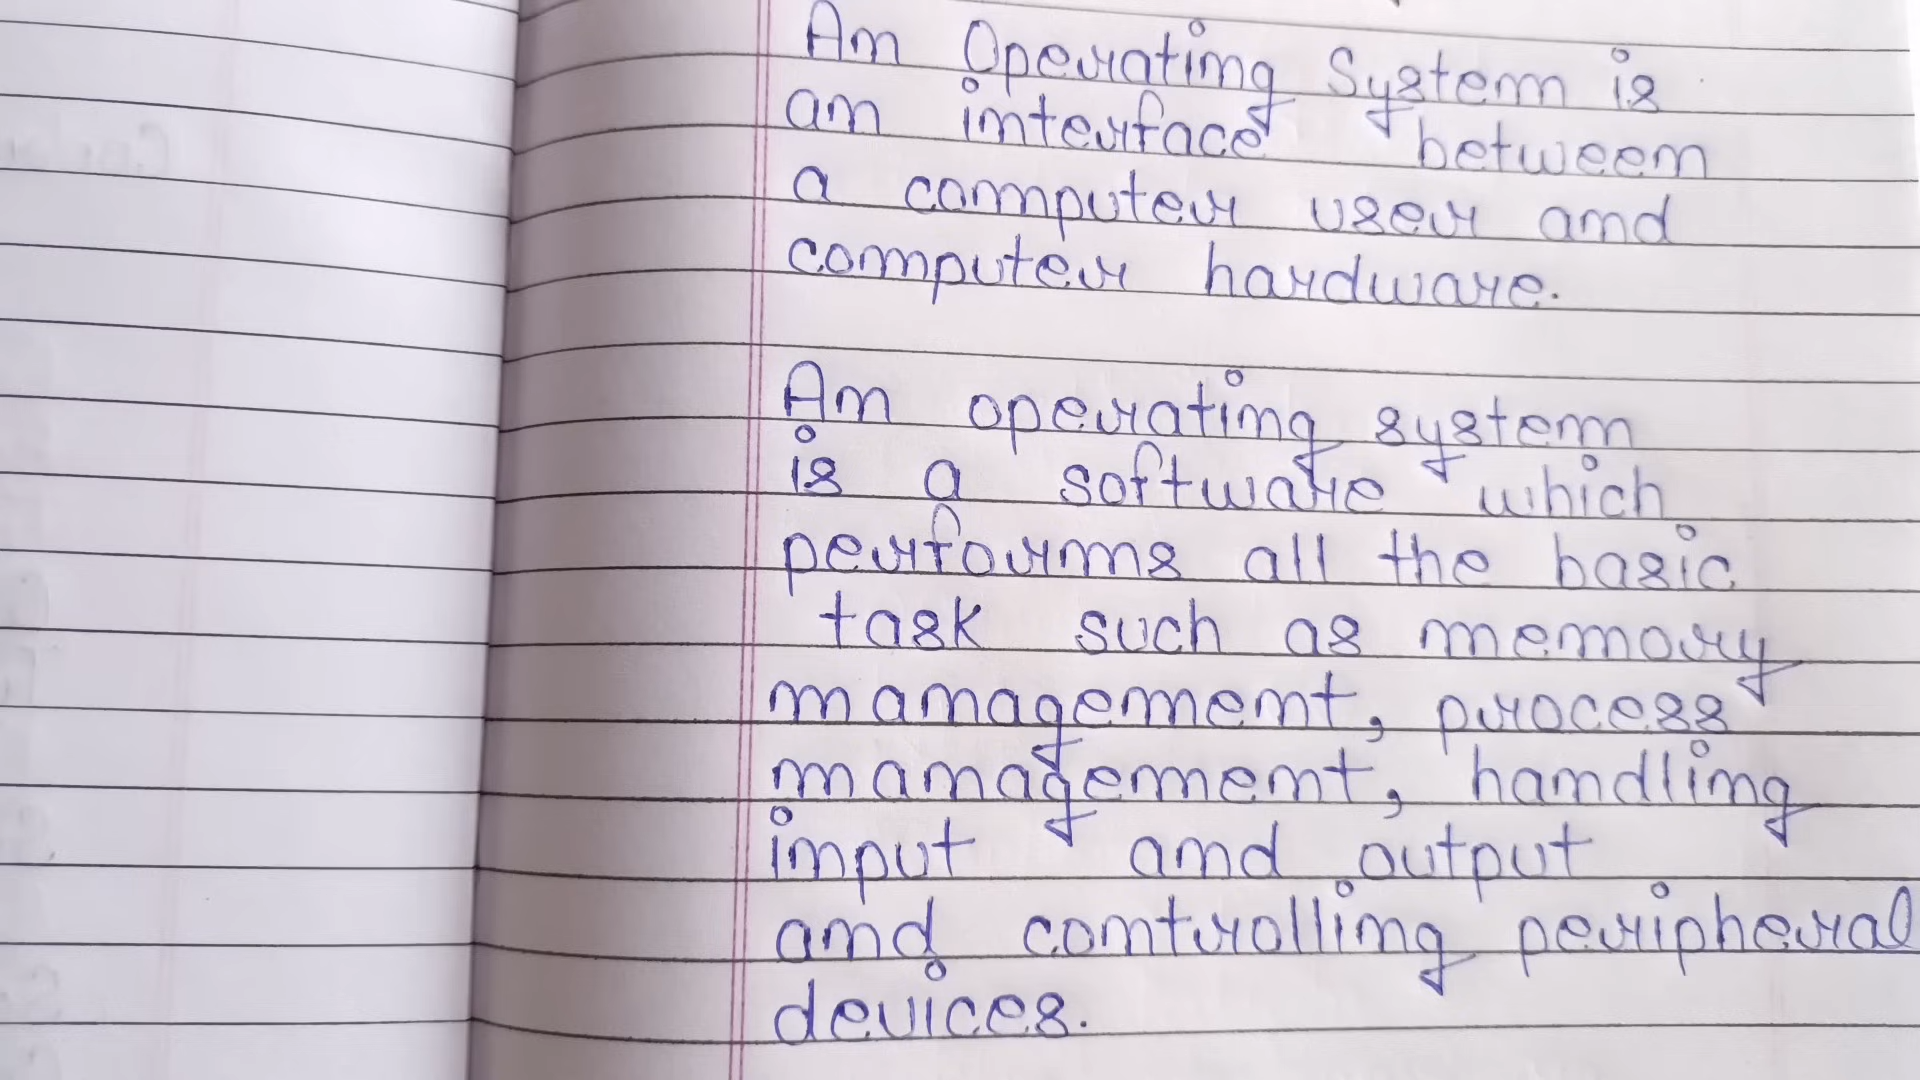 An Operating System is
an interface between
a computer user and
computer hardware.
An operating system
is a software which
performs all the basic
task such as memory
management, process
management, handling
input and output
and controlling peripheral
devices.